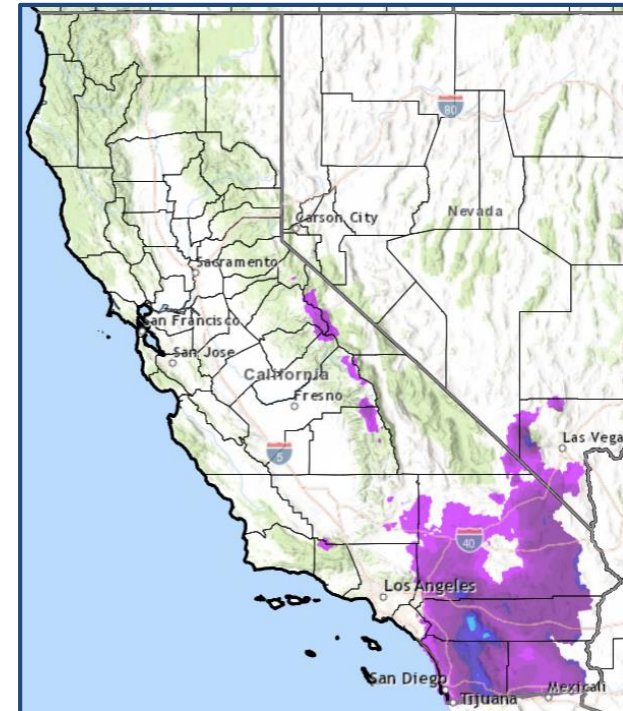 80
Nevada
Carson City
Sacramento
San Francisco
San Jose
California
Fresno
5
Las Vega
40
Los Angeles
San Diego
Mexicali
Tijuana